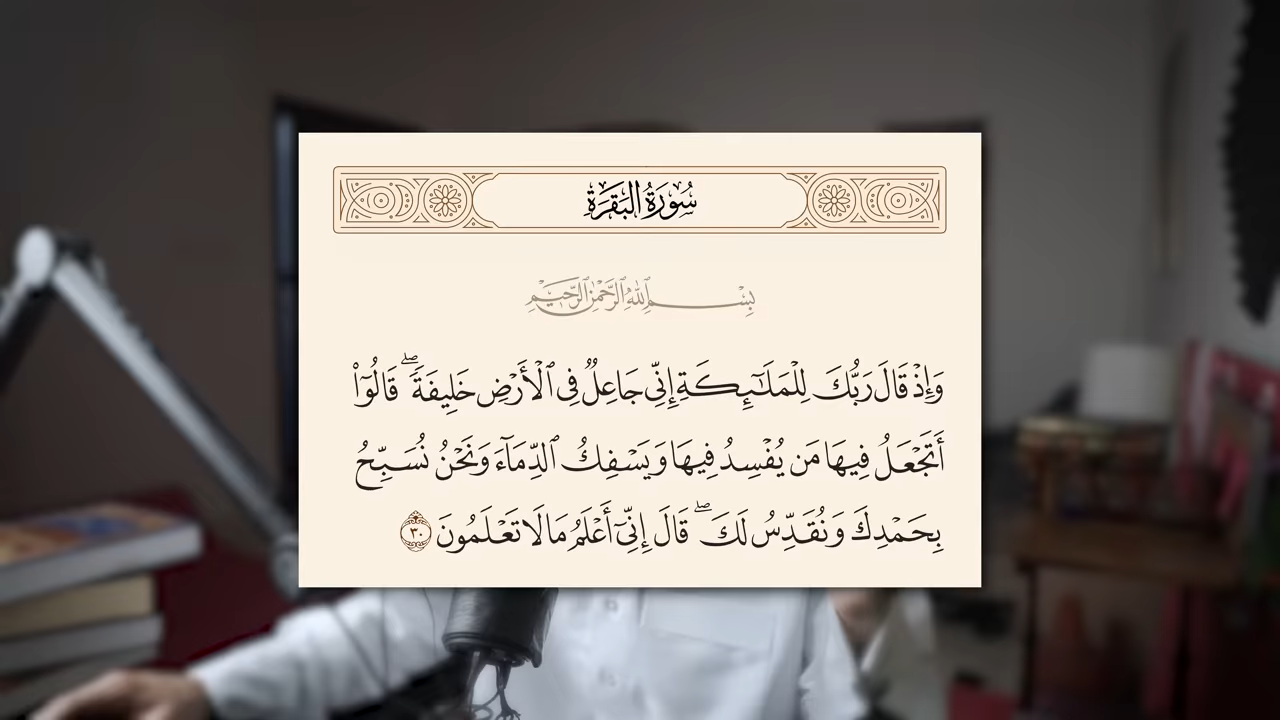 سُورَةُ البَقَرَةِ
بِسْمِ ٱللَّهِ ٱلرَّحْمَٰنِ ٱلرَّحِيمِ
وَإِذْ قَالَ رَبُّكَ لِلْمَلَٰٓئِكَةِ إِنِّى جَاعِلٌ فِى ٱلْأَرْضِ خَلِيفَةً ۖ قَالُوٓا۟
أَتَجْعَلُ فِيهَا مَن يُفْسِدُ فِيهَا وَيَسْفِكُ ٱلدِّمَآءَ وَنَحْنُ نُسَبِّحُ
بِحَمْدِكَ وَنُقَدِّسُ لَكَ ۖ قَالَ إِنِّىٓ أَعْلَمُ مَا لَا تَعْلَمُونَ ٣٠